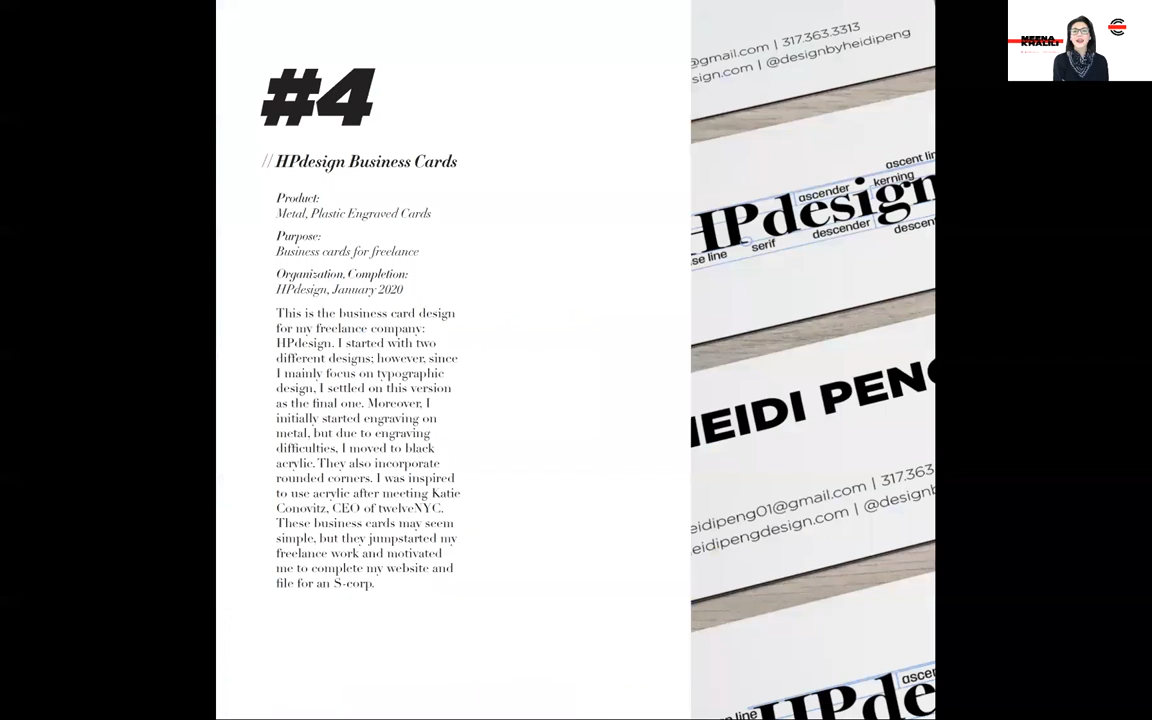 #4
// HPdesign Business Cards
Product:
Metal, Plastic Engraved Cards
Purpose:
Business cards for freelance
Organization, Completion:
HPdesign, January 2020
This is the business card design
for my freelance company:
HPdesign. I started with two
different designs; however, since
I mainly focus on typographic
design, I settled on this version
as the final one. Moreover, I
initially started engraving on
metal, but due to engraving
difficulties, I moved to black
acrylic. They also incorporate
rounded corners. I was inspired
to use acrylic after meeting Katie
Conovitz, CEO of twelveNYC.
These business cards may seem
simple, but they jumpstarted my
freelance work and motivated
me to complete my website and
file for an S-corp.
@gmail.com | 317.363.3313
sign.com | @designbyheidipeng
ascent lin
ascender kerning
HPdesign
se line serif descender descen
HEIDI PENG
eidipeng01@gmail.com | 317.363
eidipengdesign.com | @designb
ascen
HPde
n line
MEENA
KHALILI